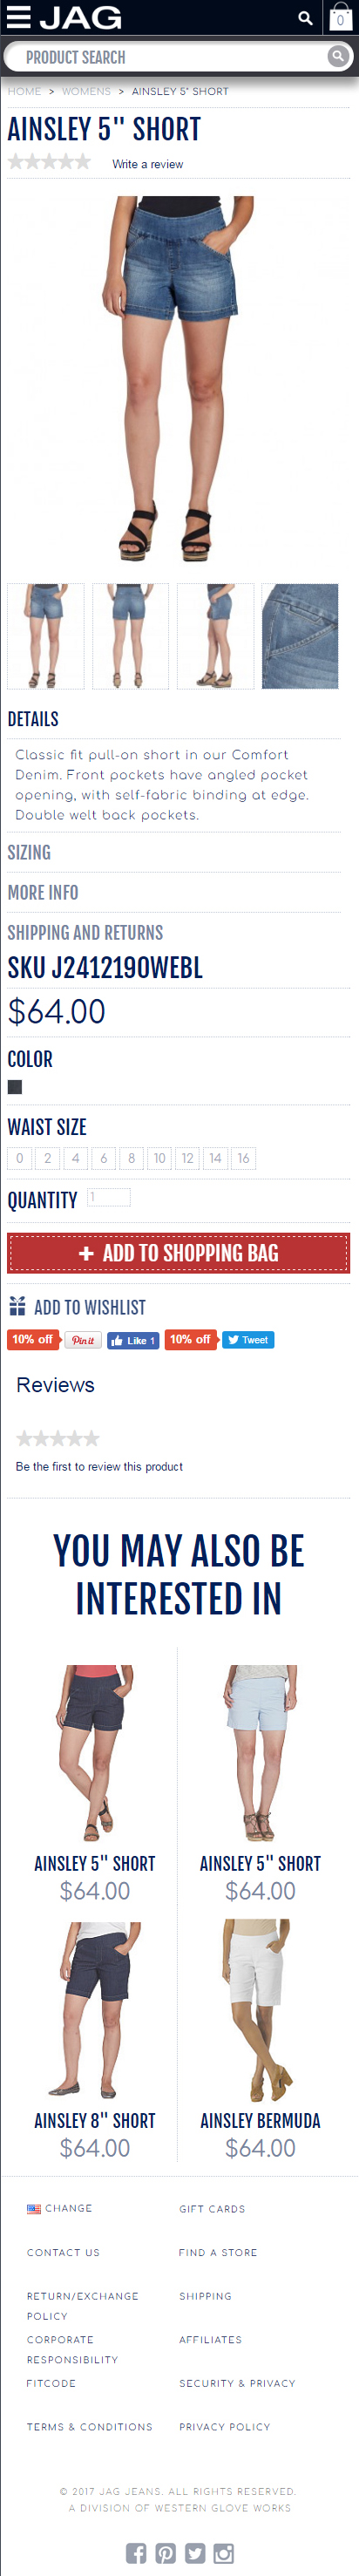 JAG
0
PRODUCT SEARCH
HOME > WOMENS > AINSLEY 5" SHORT
AINSLEY 5" SHORT
Write a review
DETAILS
Classic fit pull-on short in our Comfort
Denim. Front pockets have angled pocket
opening, with self-fabric binding at edge.
Double welt back pockets.
SIZING
MORE INFO
SHIPPING AND RETURNS
SKU J2412190WEBL
$64.00
COLOR
WAIST SIZE
0 2 4 6 8 10 12 14 16
QUANTITY 1
+ ADD TO SHOPPING BAG
ADD TO WISHLIST
10% off Pin it Like 1 10% off Tweet
Reviews
Be the first to review this product
YOU MAY ALSO BE
INTERESTED IN
AINSLEY 5" SHORT
$64.00
AINSLEY 5" SHORT
$64.00
AINSLEY 8" SHORT
$64.00
AINSLEY BERMUDA
$64.00
CHANGE
GIFT CARDS
CONTACT US
FIND A STORE
RETURN/EXCHANGE
POLICY
SHIPPING
CORPORATE
RESPONSIBILITY
AFFILIATES
FITCODE
SECURITY & PRIVACY
TERMS & CONDITIONS
PRIVACY POLICY
© 2017 JAG JEANS. ALL RIGHTS RESERVED.
A DIVISION OF WESTERN GLOVE WORKS